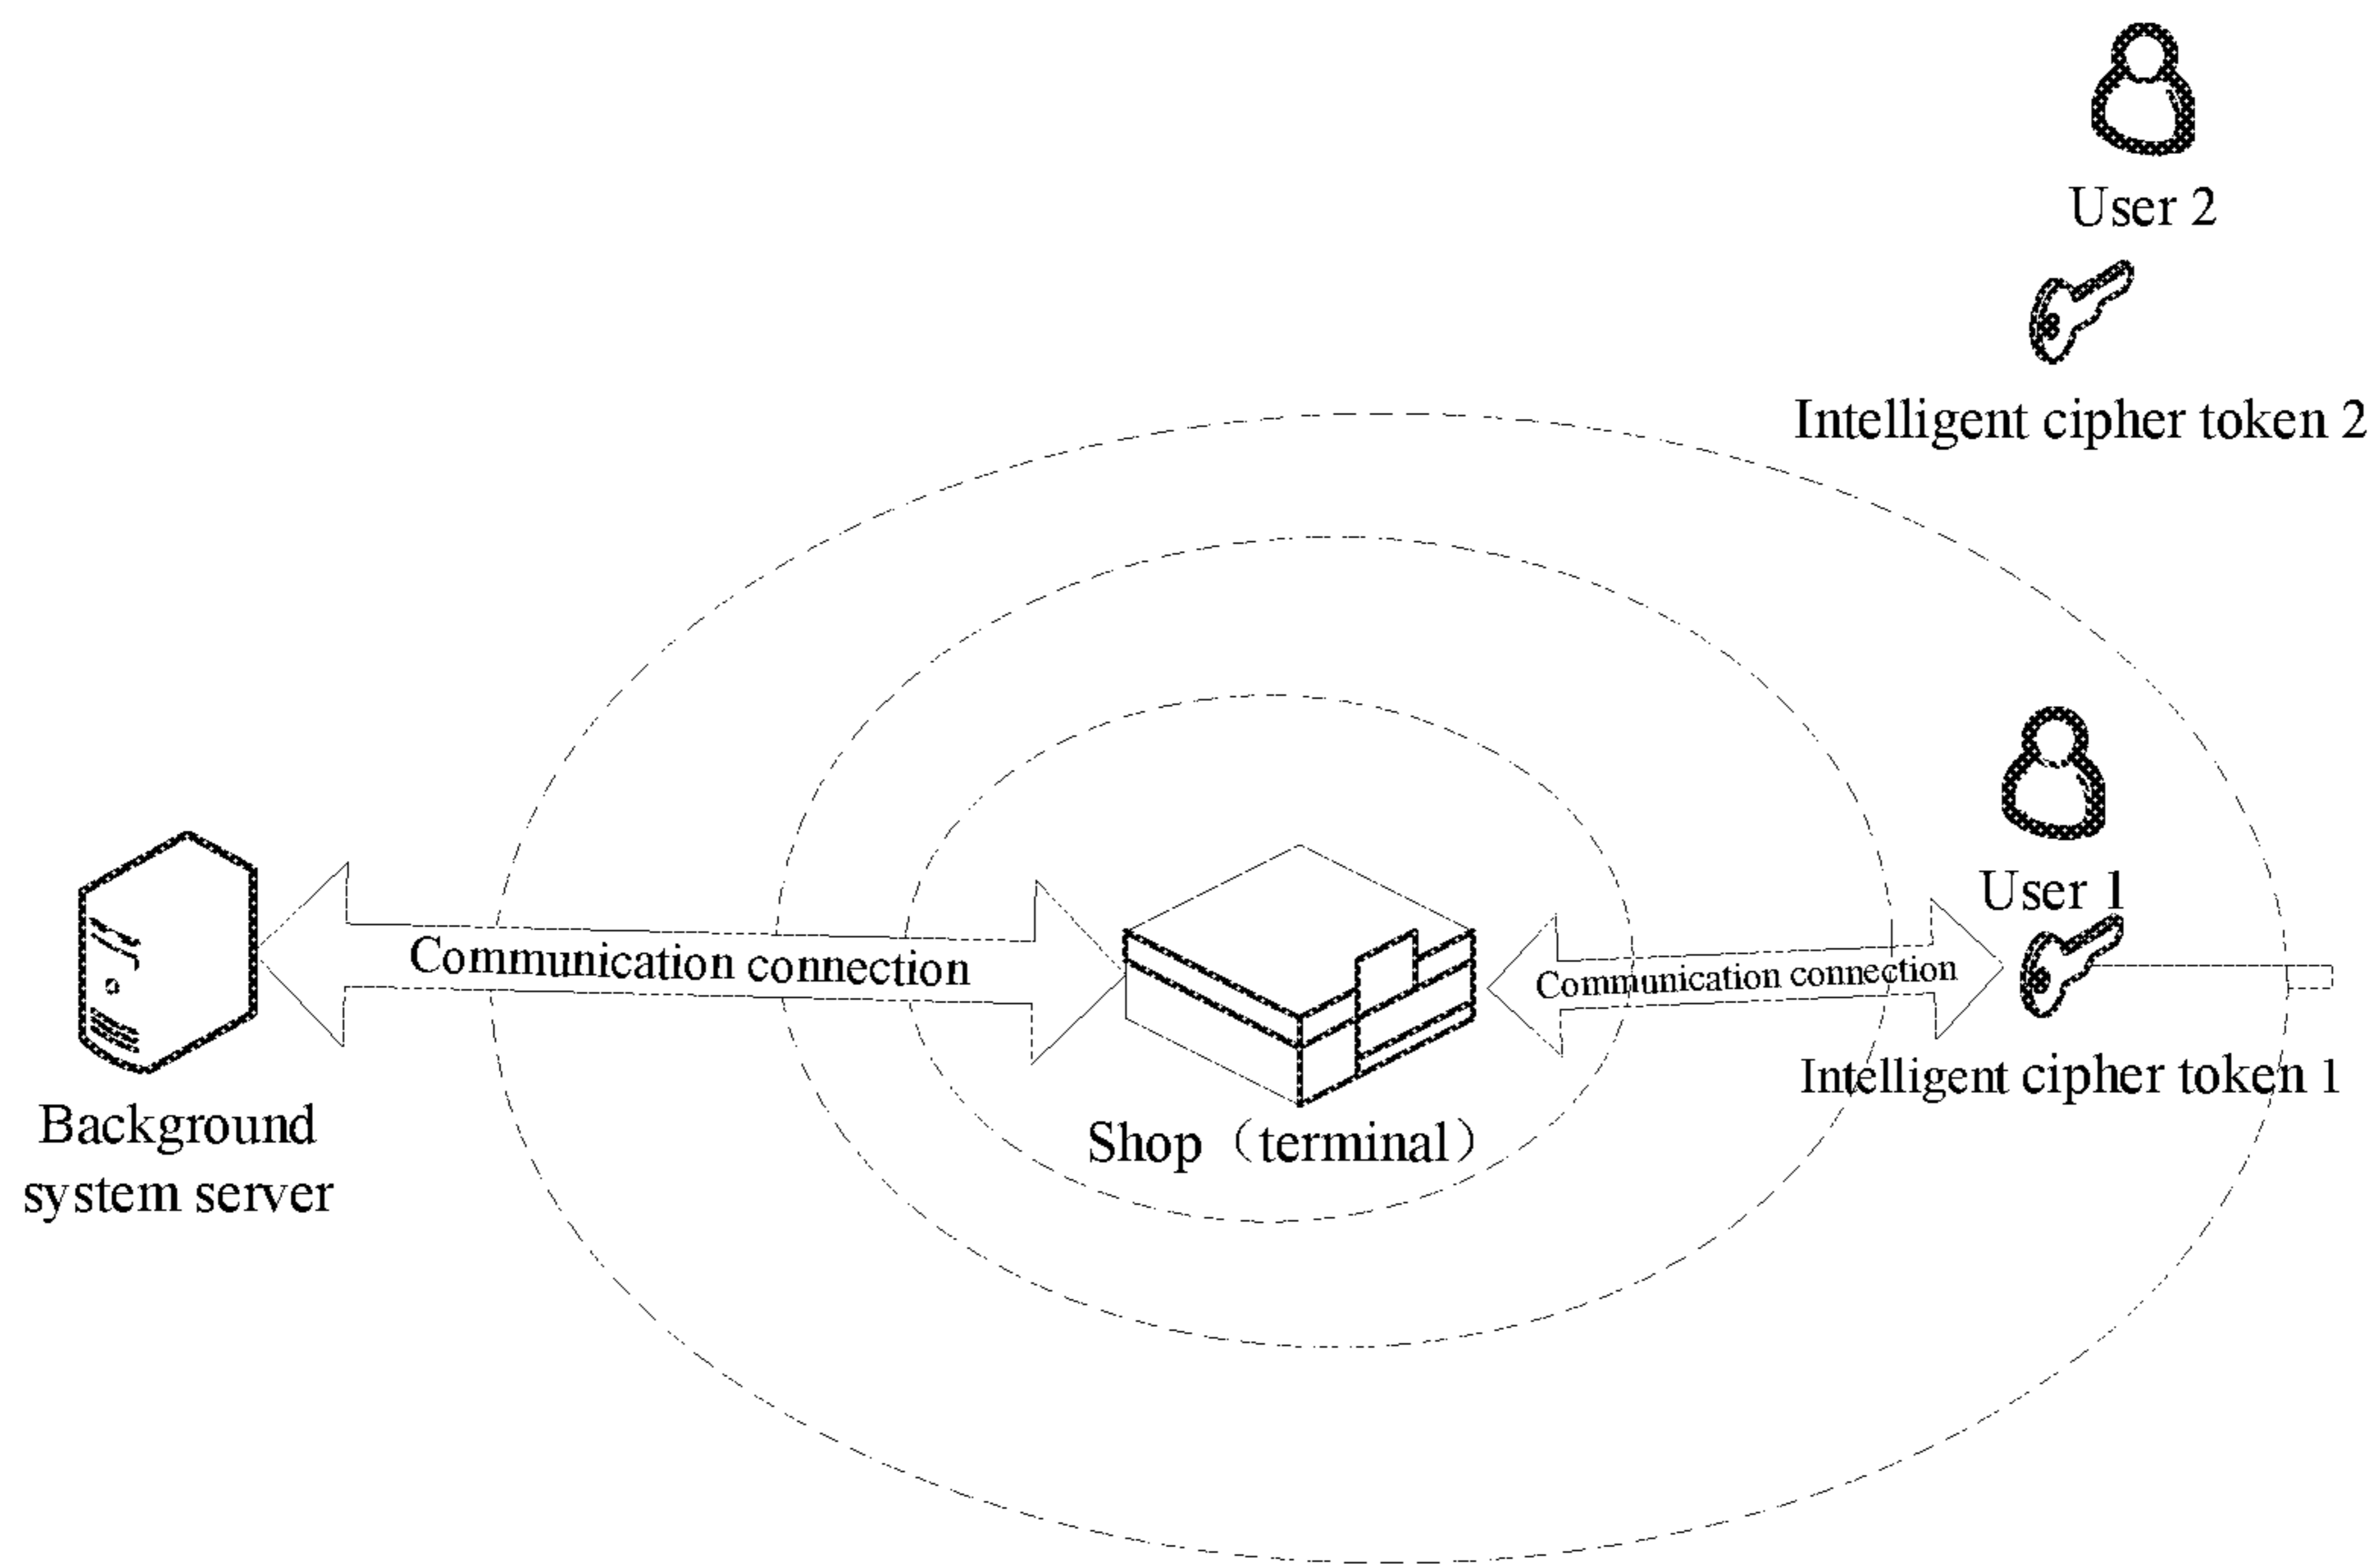 User 2
Intelligent cipher token 2
User 1
Communication connection
Communication connection
Intelligent cipher token 1
Background
system server
Shop（terminal）